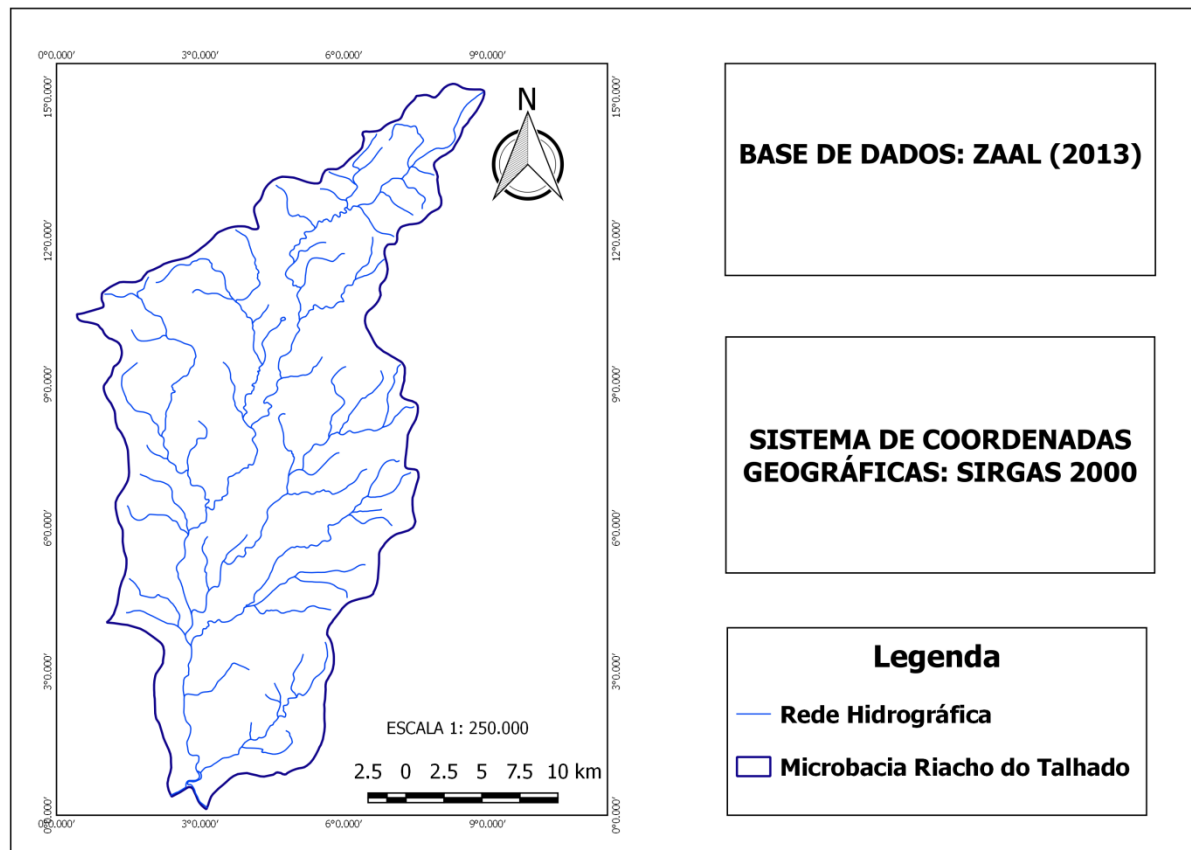 0°0.000′ 3°0.000′ 6°0.000′ 9°0.000′
15°0.000′ 15°0.000′
12°0.000′ 12°0.000′
9°0.000′ 9°0.000′
6°0.000′ 6°0.000′
3°0.000′ 3°0.000′
0°0.000′ 0°0.000′
N
ESCALA 1: 250.000
2.5 0 2.5 5 7.5 10 km
0°0.000′ 3°0.000′ 6°0.000′ 9°0.000′
BASE DE DADOS: ZAAL (2013)
SISTEMA DE COORDENADAS
GEOGRÁFICAS: SIRGAS 2000
Legenda
Rede Hidrográfica
Microbacia Riacho do Talhado